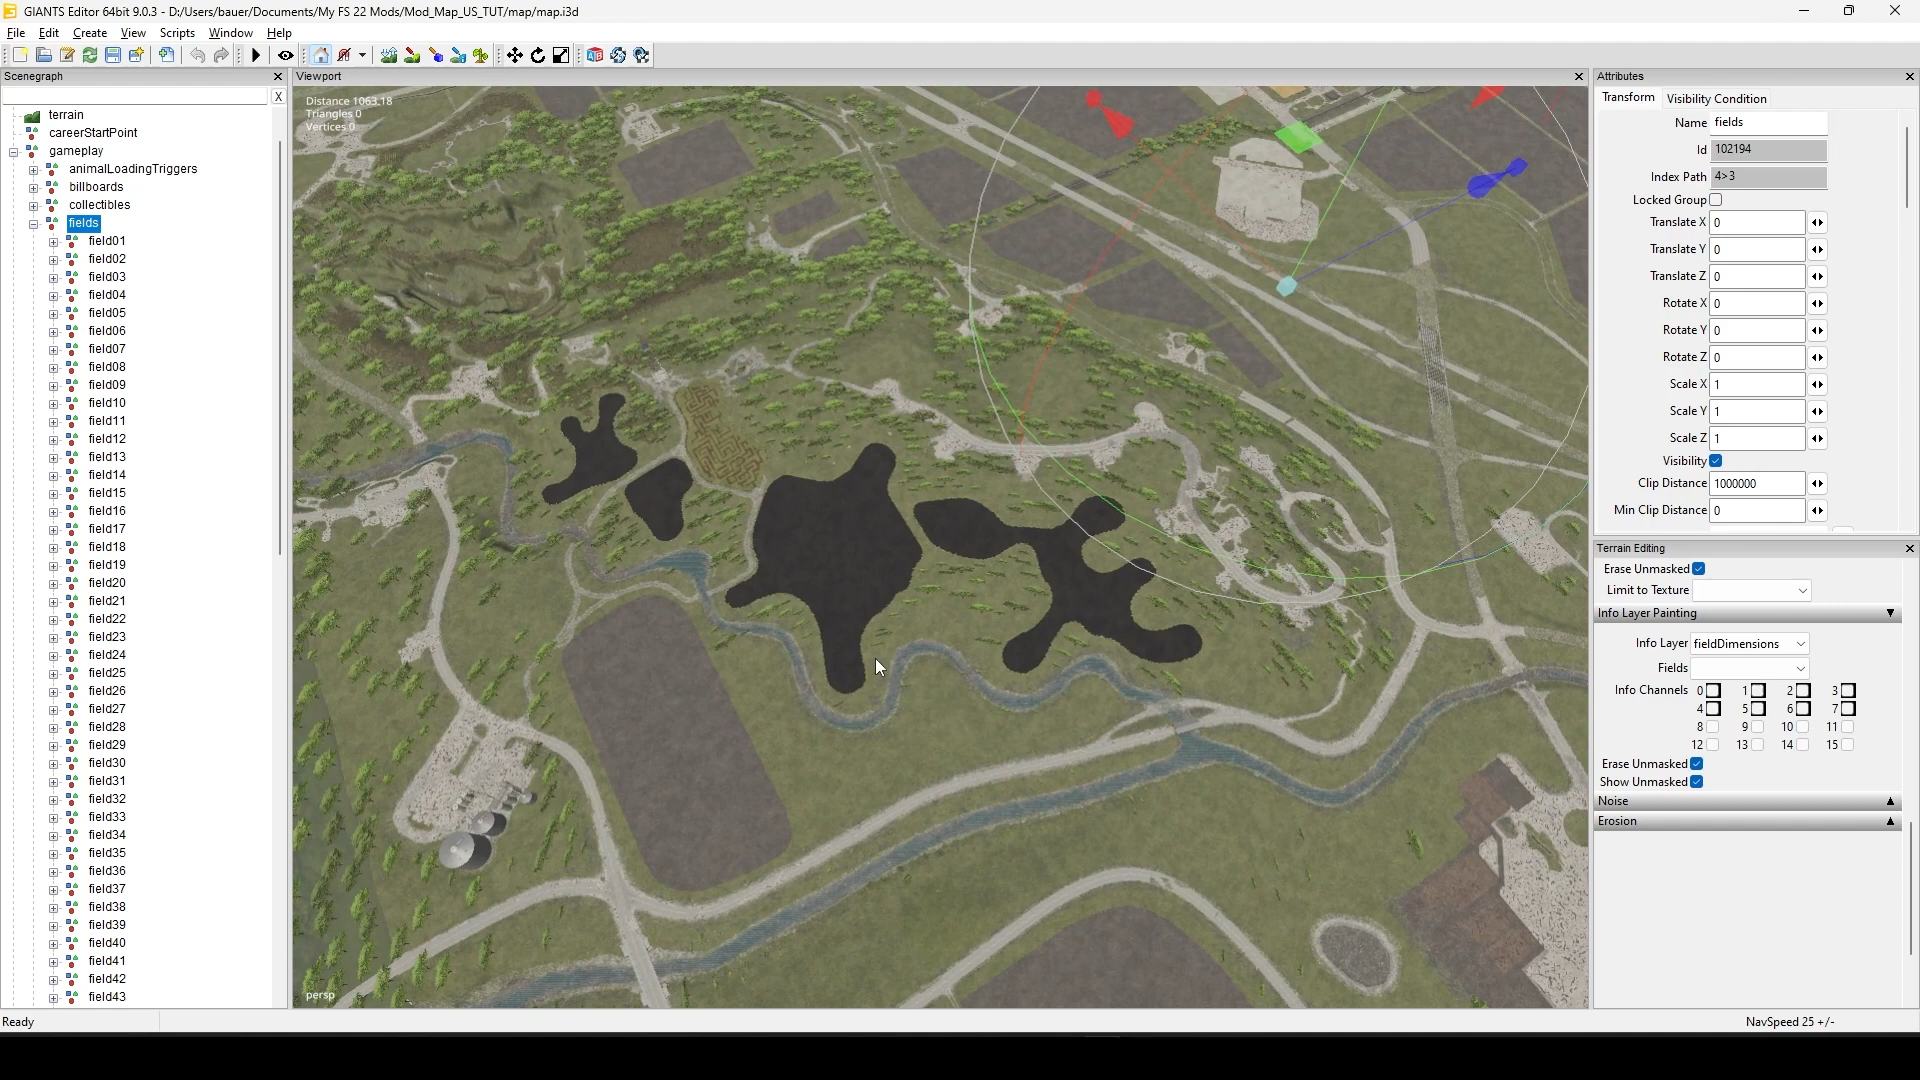 GIANTS Editor 64bit 9.0.3 - D:/Users/bauer/Documents/My FS 22 Mods/Mod_Map_US_TUT/map/map.i3d
File Edit Create View Scripts Window Help
Scenegraph
X
terrain
careerStartPoint
gameplay
animalLoadingTriggers
billboards
collectibles
fields
field01
field02
field03
field04
field05
field06
field07
field08
field09
field10
field11
field12
field13
field14
field15
field16
field17
field18
field19
field20
field21
field22
field23
field24
field25
field26
field27
field28
field29
field30
field31
field32
field33
field34
field35
field36
field37
field38
field39
field40
field41
field42
field43
Viewport
Distance 1063.18
Triangles 0
Vertices 0
persp
Attributes
Transform Visibility Condition
Name fields
Id 102194
Index Path 4>3
Locked Group
Translate X 0
Translate Y 0
Translate Z 0
Rotate X 0
Rotate Y 0
Rotate Z 0
Scale X 1
Scale Y 1
Scale Z 1
Visibility
Clip Distance 1000000
Min Clip Distance 0
Terrain Editing
Erase Unmasked
Limit to Texture
Info Layer Painting
Info Layer fieldDimensions
Fields
Info Channels 0 1 2 3
4 5 6 7
8 9 10 11
12 13 14 15
Erase Unmasked
Show Unmasked
Noise
Erosion
Ready
NavSpeed 25 +/-